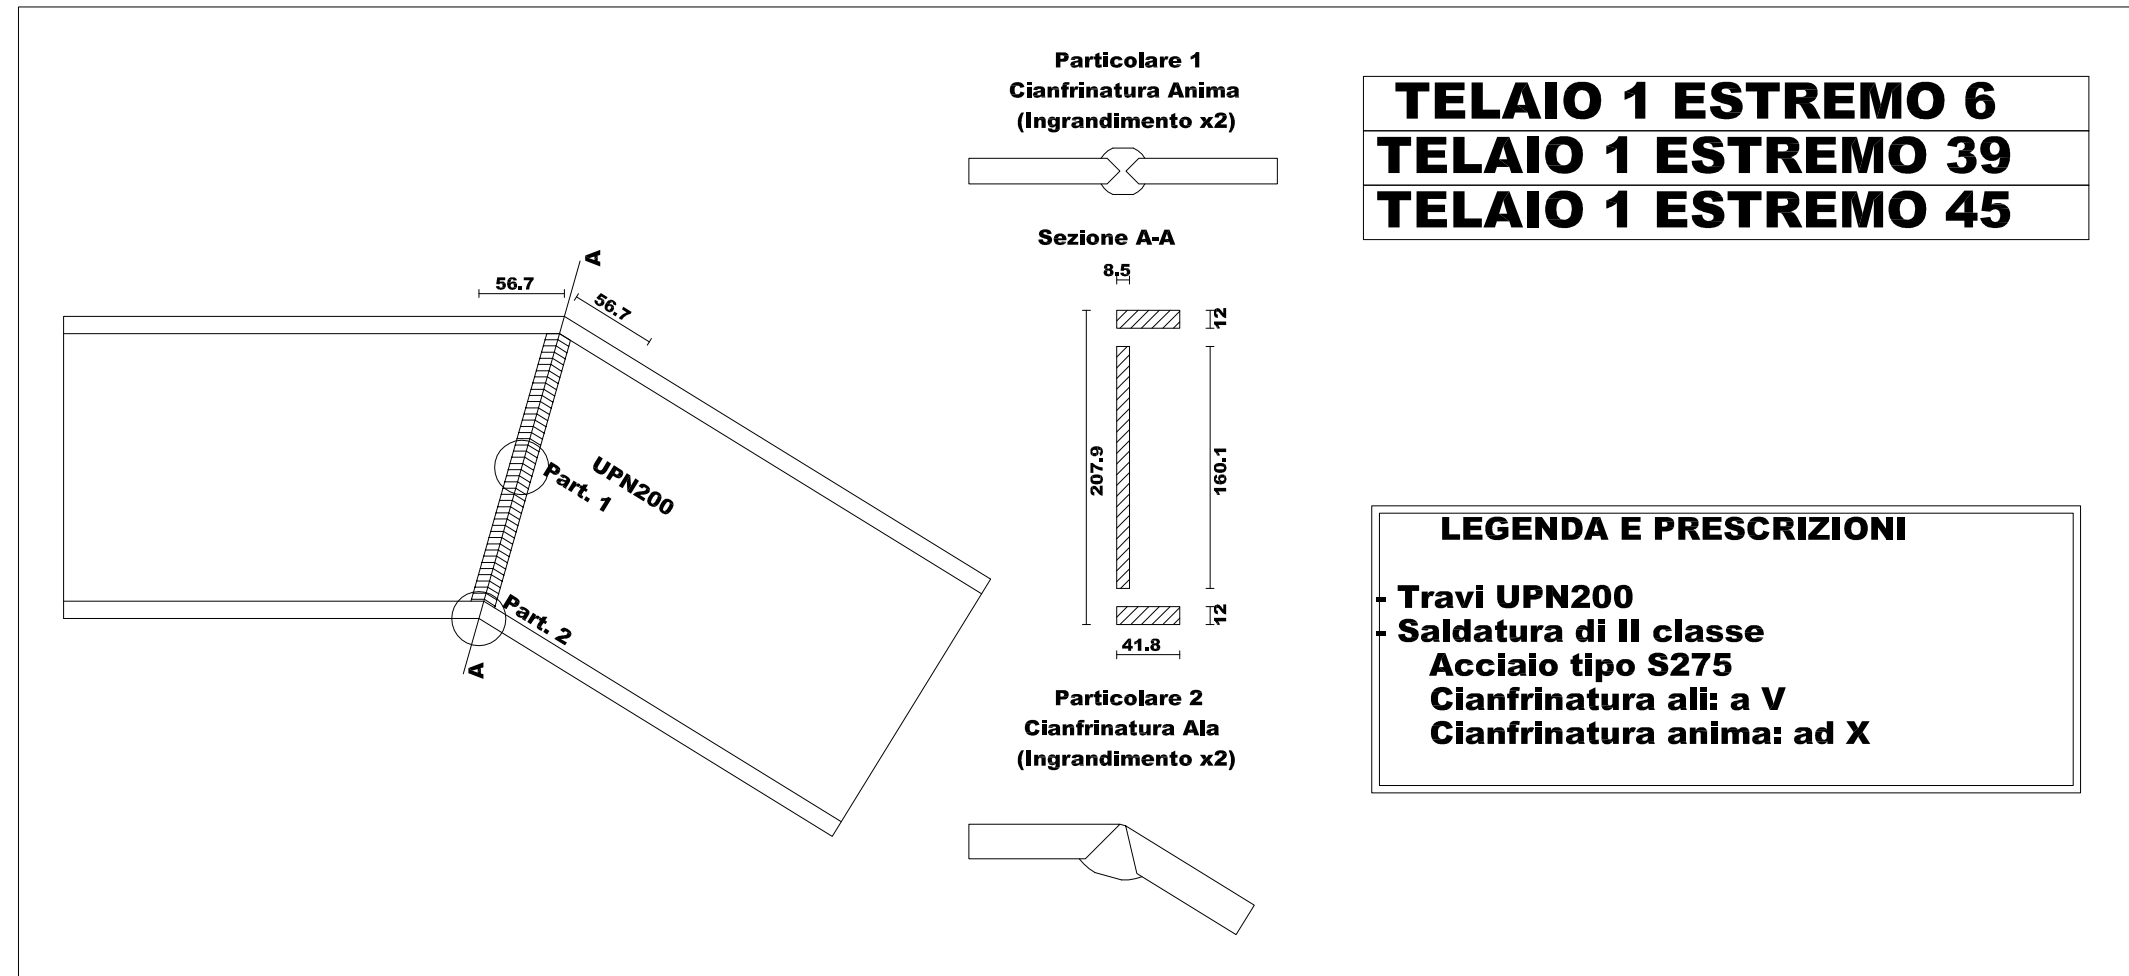 Particolare 1
Cianfrinatura Anima
(Ingrandimento x2)
TELAIO 1 ESTREMO 6
TELAIO 1 ESTREMO 39
TELAIO 1 ESTREMO 45
Sezione A-A
A
56.7
56.7
8.5
12
207.9
160.1
12
41.8
UPN200
Part. 1
Part. 2
A
Particolare 2
Cianfrinatura Ala
(Ingrandimento x2)
LEGENDA E PRESCRIZIONI
- Travi UPN200
- Saldatura di II classe
Acciaio tipo S275
Cianfrinatura ali: a V
Cianfrinatura anima: ad X